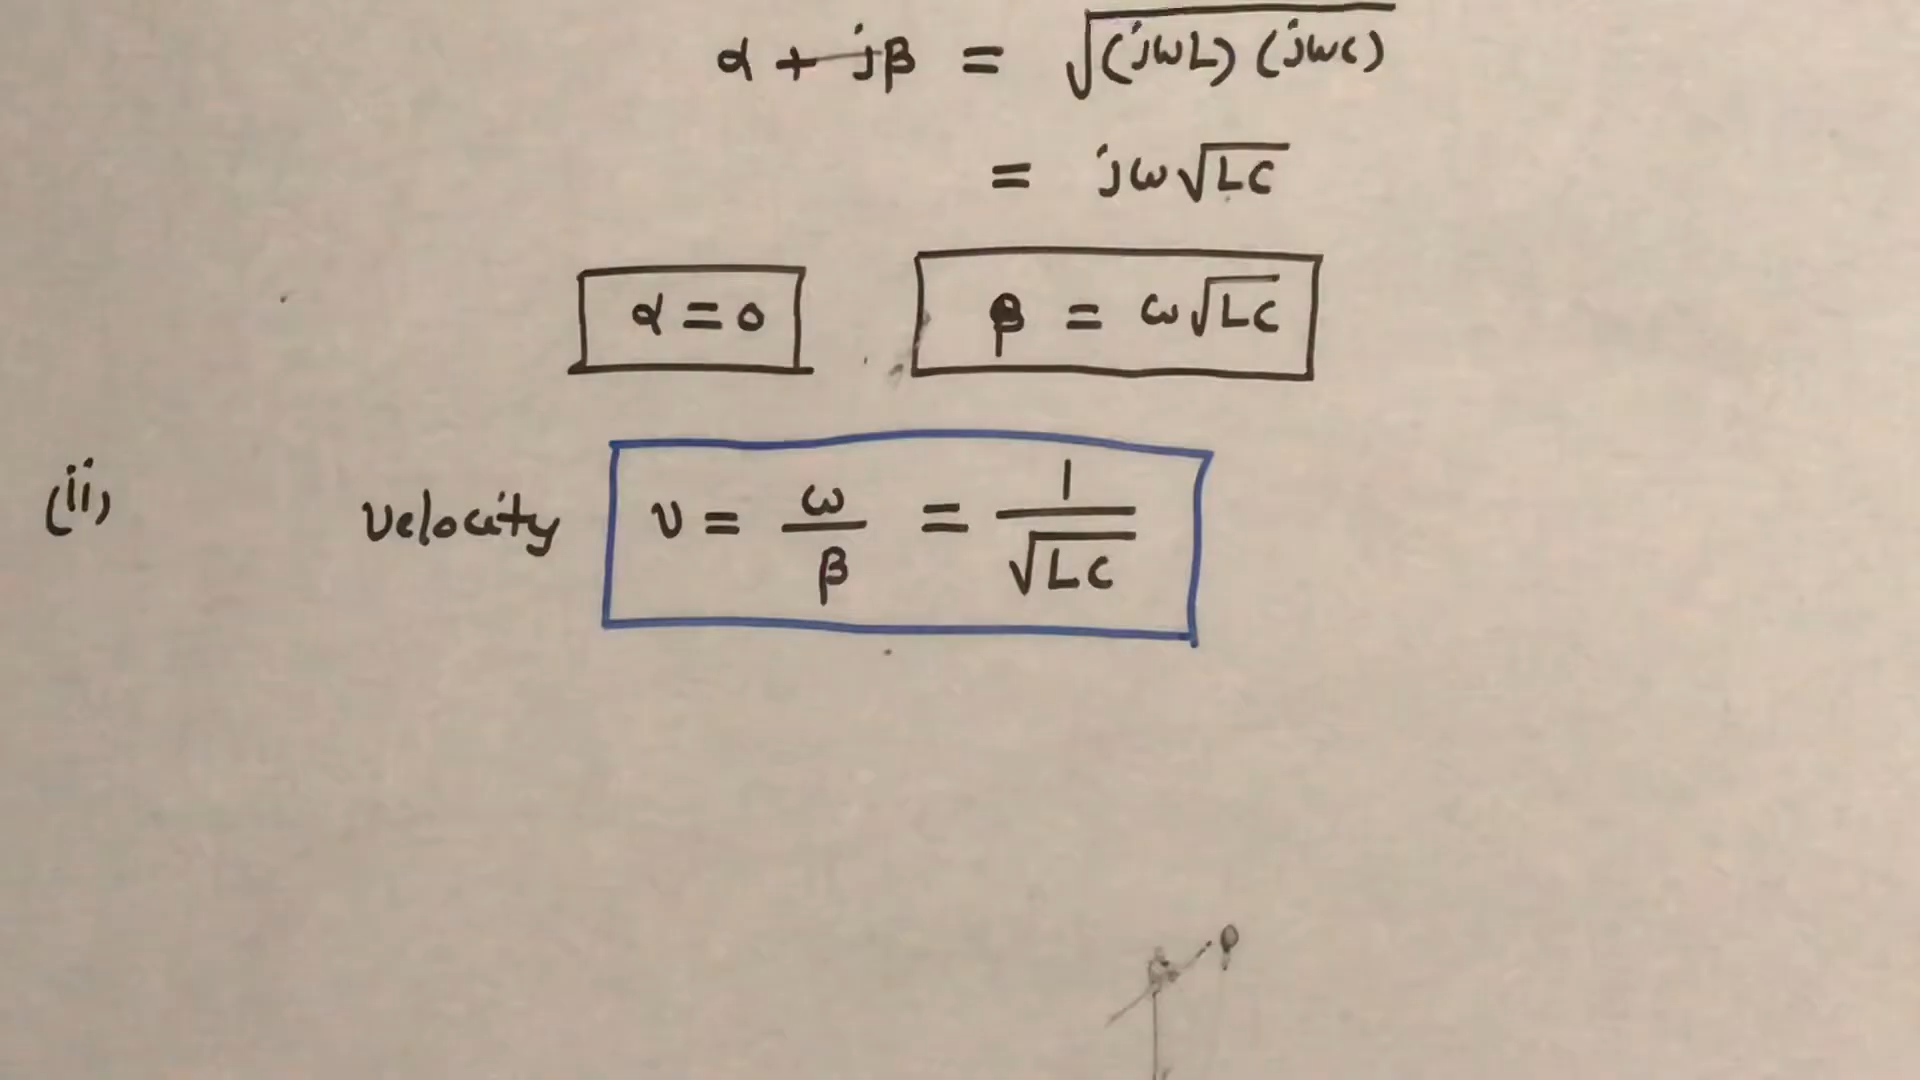 α + jβ = √(jωL) (jωC)
= jω√LC
α = 0 β = ω√LC
(ii) Velocity v = ω/β = 1/√LC
P